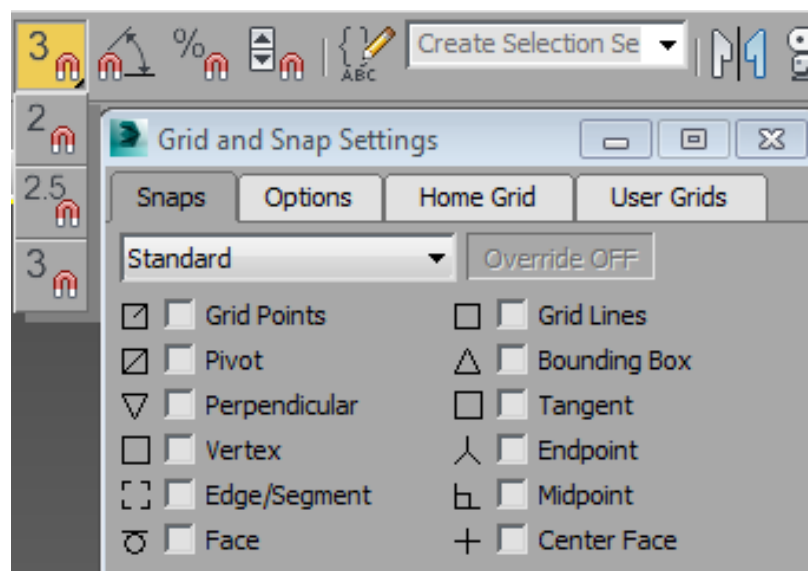 3 % ABC Create Selection Se
2
2.5
3
Grid and Snap Settings
Snaps Options Home Grid User Grids
Standard Override OFF
Grid Points Grid Lines
Pivot Bounding Box
Perpendicular Tangent
Vertex Endpoint
Edge/Segment Midpoint
Face Center Face